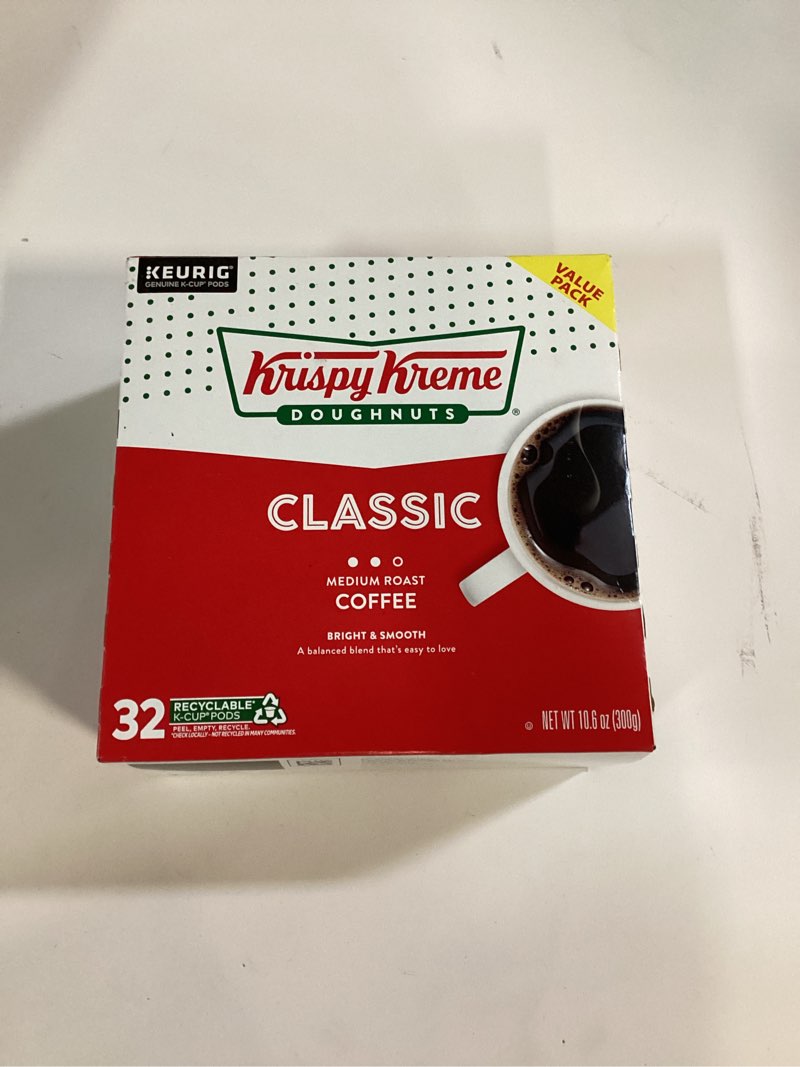 KEURIG®
GENUINE K-CUP® PODS
VALUE
PACK
Krispy Kreme
DOUGHNUTS
®
CLASSIC
MEDIUM ROAST
COFFEE
BRIGHT & SMOOTH
A balanced blend that's easy to love
32
RECYCLABLE*
K-CUP® PODS
PEEL, EMPTY, RECYCLE.
*CHECK LOCALLY - NOT RECYCLED IN MANY COMMUNITIES.
NET WT 10.6 oz (300g)